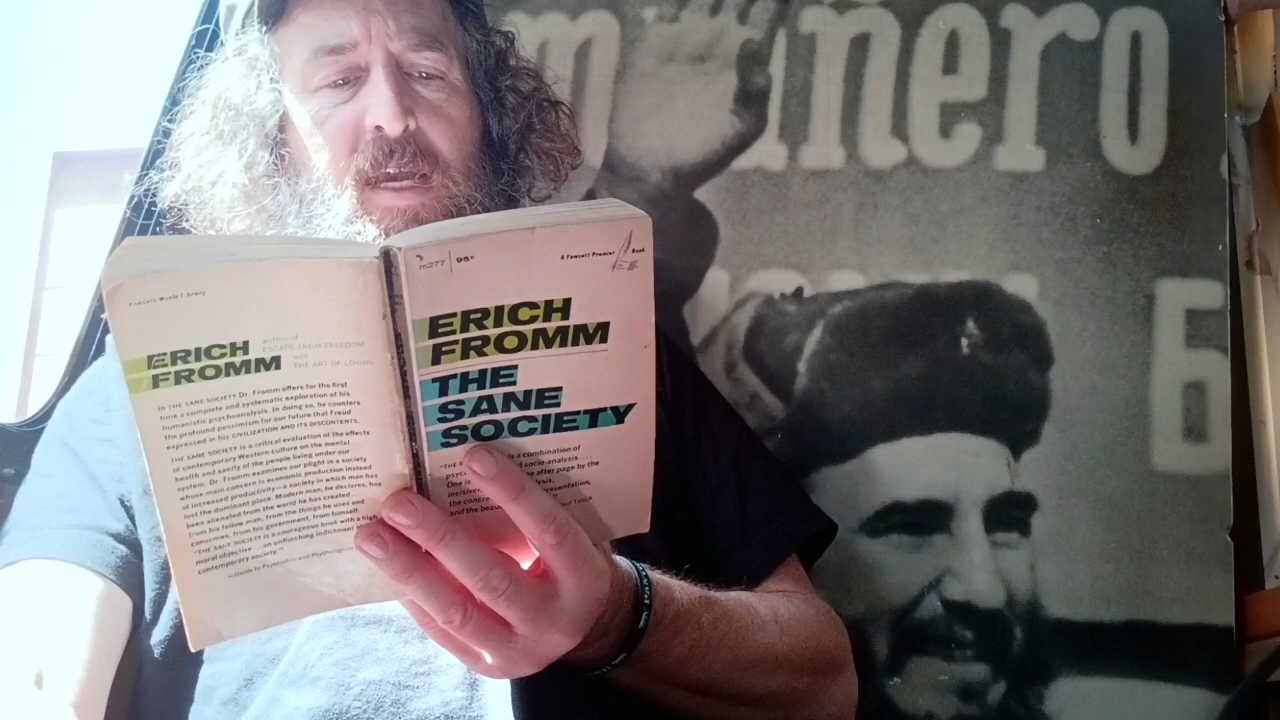 m ñero
6
Fawcett World Library
ERICH
FROMM
author of
ESCAPE FROM FREEDOM
and
THE ART OF LOVING
In THE SANE SOCIETY Dr. Fromm offers for the first
time a complete and systematic exploration of his
humanistic psychoanalysis. In doing so, he counters
the profound pessimism for our future that Freud
expressed in his CIVILIZATION AND ITS DISCONTENTS.
THE SANE SOCIETY is a critical evaluation of the effects
of contemporary Western culture on the mental
health and sanity of the people living under our
system. Dr. Fromm examines our plight in a society
whose main concern is economic production instead
of increased productivity—a society in which man has
lost the dominant place. Modern man, he declares, has
been alienated from the world he has created,
from his fellow man, from the things he uses and
consumes, from his government, from himself.
"THE SANE SOCIETY is a courageous book with a high
moral objective ... an unflinching indictment
contemporary society."
—Guide to Psychiatric and
m277 95¢
A Fawcett Premier Book
ERICH
FROMM
THE
SANE
SOCIETY
"THE S is a combination of
psyc d socio-analysis....
One is e after page by the
incisive lysis,
the contre presentation,
and the beau